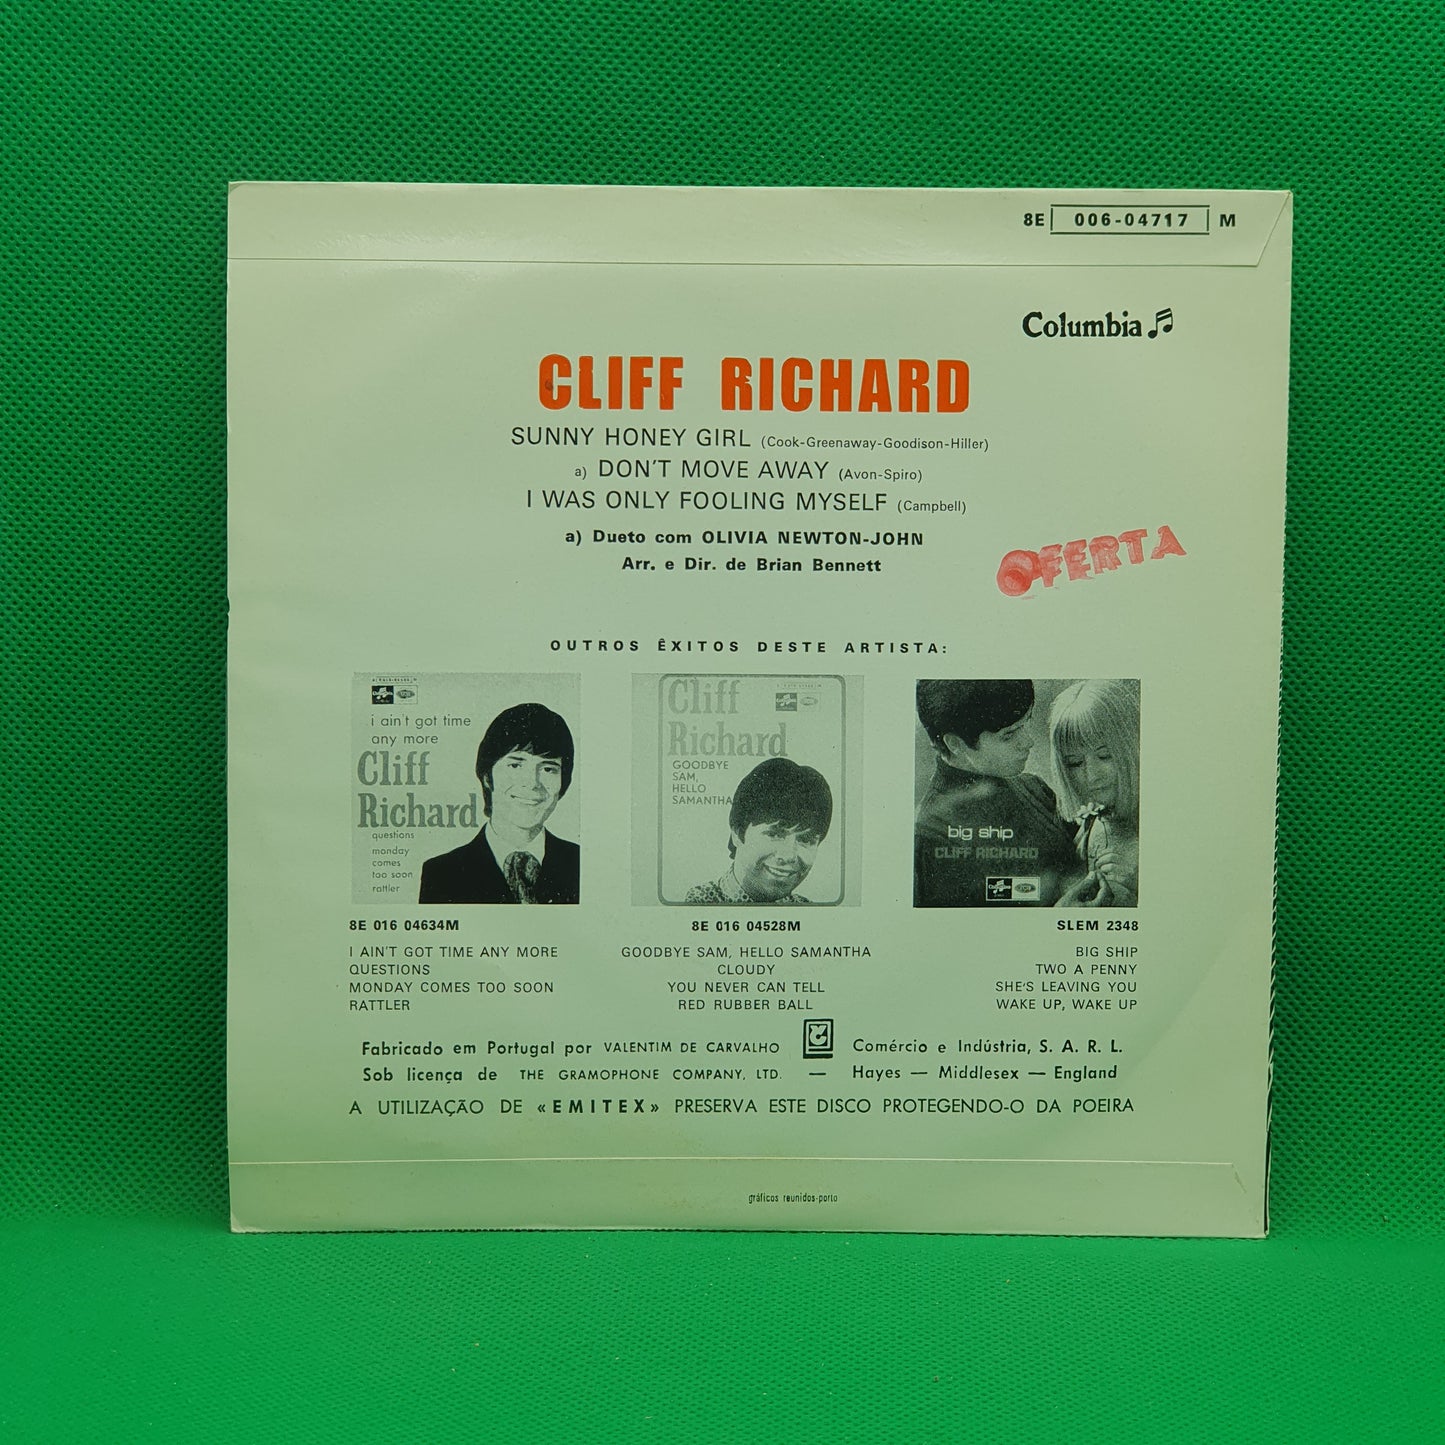 8E 006-04717 M
Columbia
CLIFF RICHARD
SUNNY HONEY GIRL (Cook-Greenaway-Goodison-Hiller)
a) DON'T MOVE AWAY (Avon-Spiro)
I WAS ONLY FOOLING MYSELF (Campbell)
a) Dueto com OLIVIA NEWTON-JOHN
Arr. e Dir. de Brian Bennett
OFERTA
OUTROS ÊXITOS DESTE ARTISTA:
i ain't got time
any more
Cliff
Richard
questions
monday
comes
too soon
rattler
8E 016 04634M
I AIN'T GOT TIME ANY MORE
QUESTIONS
MONDAY COMES TOO SOON
RATTLER
Cliff
Richard
GOODBYE
SAM,
HELLO
SAMANTHA
8E 016 04528M
GOODBYE SAM, HELLO SAMANTHA
CLOUDY
YOU NEVER CAN TELL
RED RUBBER BALL
big ship
CLIFF RICHARD
SLEM 2348
BIG SHIP
TWO A PENNY
SHE'S LEAVING YOU
WAKE UP, WAKE UP
Fabricado em Portugal por VALENTIM DE CARVALHO Comércio e Indústria, S. A. R. L.
Sob licença de THE GRAMOPHONE COMPANY, LTD. — Hayes — Middlesex — England
A UTILIZAÇÃO DE «EMITEX» PRESERVA ESTE DISCO PROTEGENDO-O DA POEIRA
gráficos reunidos-porto